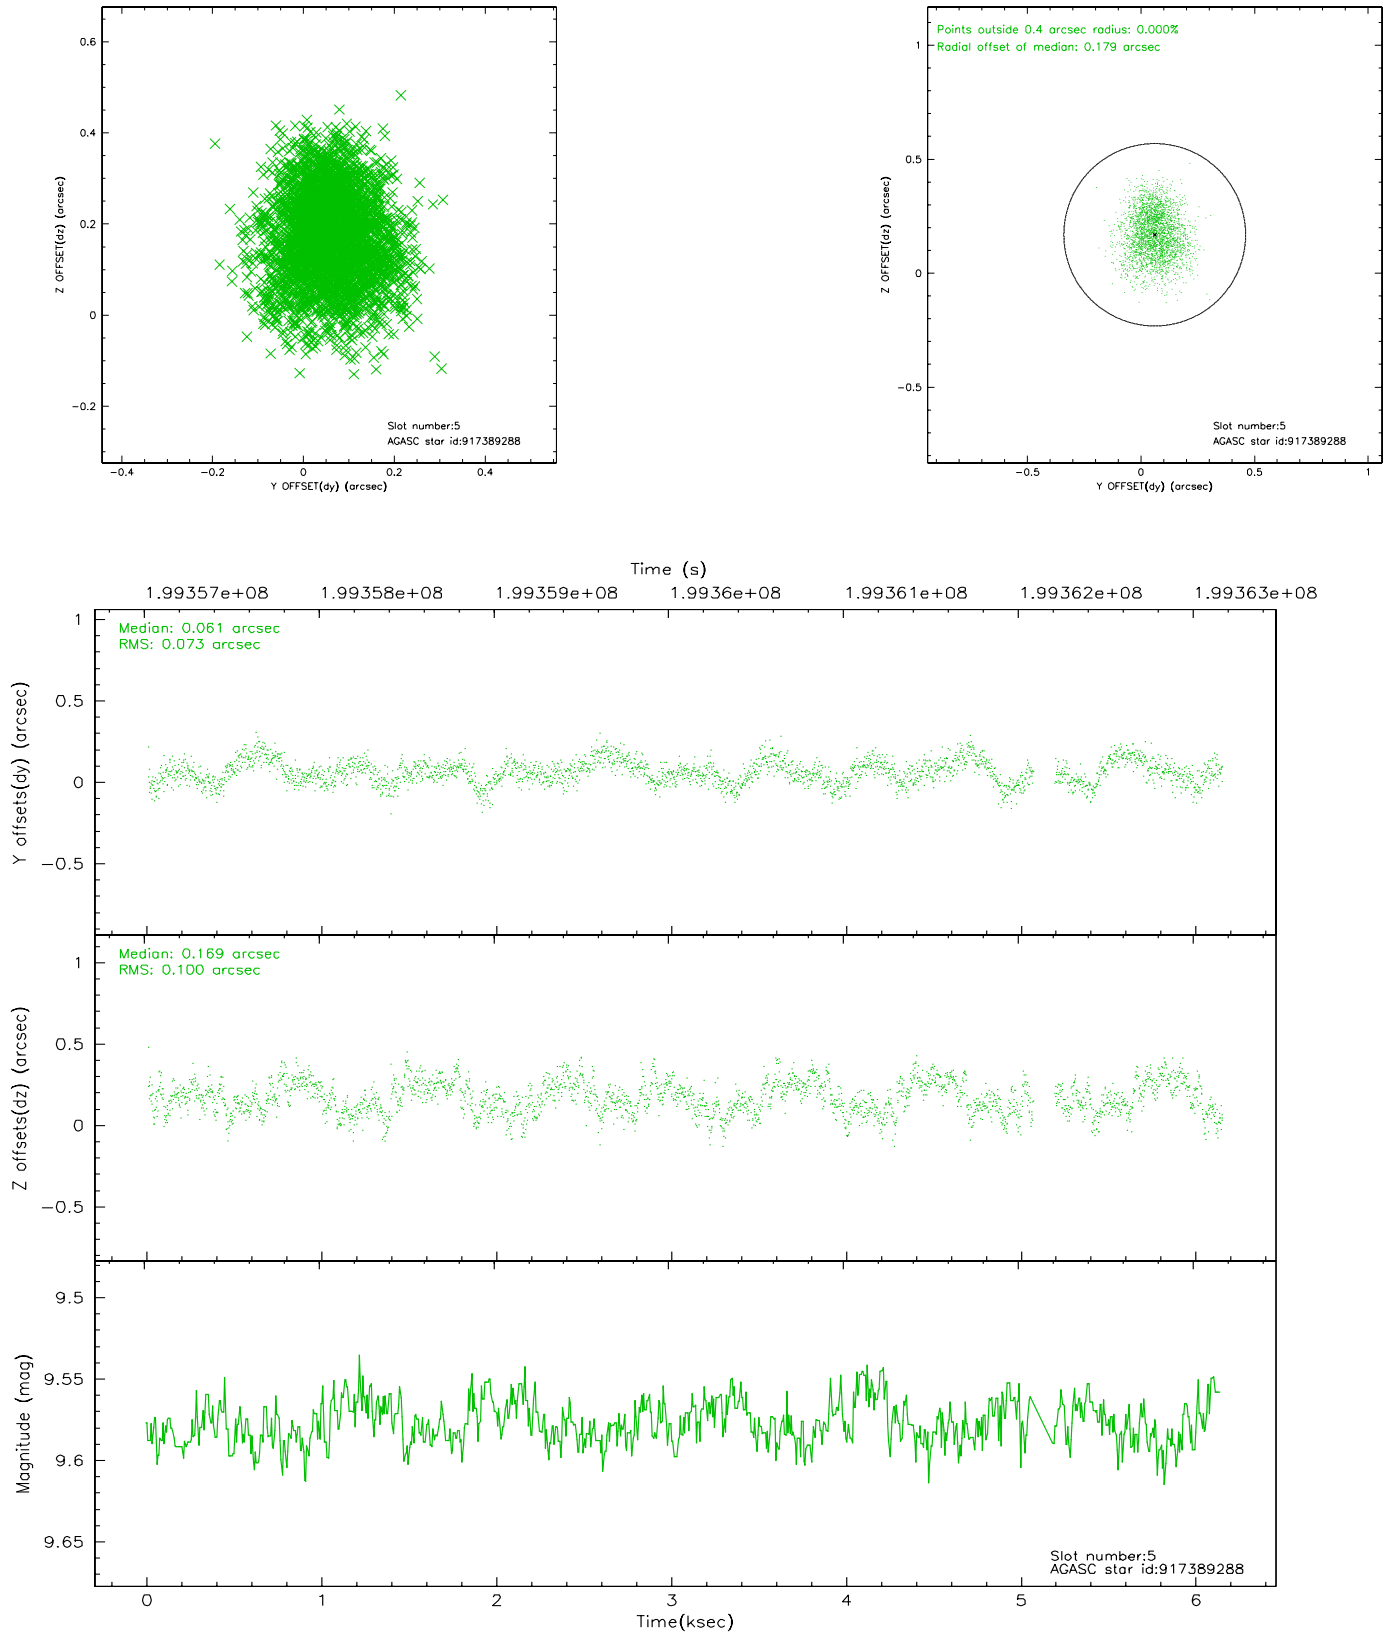 0.6
0.4
0.2
0
−0.2
Z OFFSET(dz) (arcsec)
Slot number:5
AGASC star id:917389288
−0.4 −0.2 0 0.2 0.4
Y OFFSET(dy) (arcsec)
Points outside 0.4 arcsec radius: 0.000%
Radial offset of median: 0.179 arcsec
1
0.5
0
−0.5
Z OFFSET(dz) (arcsec)
Slot number:5
AGASC star id:917389288
−0.5 0 0.5 1
Y OFFSET(dy) (arcsec)
Time (s)
1.99357e+08 1.99358e+08 1.99359e+08 1.9936e+08 1.99361e+08 1.99362e+08 1.99363e+08
Median: 0.061 arcsec
RMS: 0.073 arcsec
1
0.5
0
−0.5
Y offsets(dy) (arcsec)
Median: 0.169 arcsec
RMS: 0.100 arcsec
1
0.5
0
−0.5
Z offsets(dz) (arcsec)
9.5
9.55
9.6
9.65
Magnitude (mag)
Slot number:5
AGASC star id:917389288
0 1 2 3 4 5 6
Time(ksec)